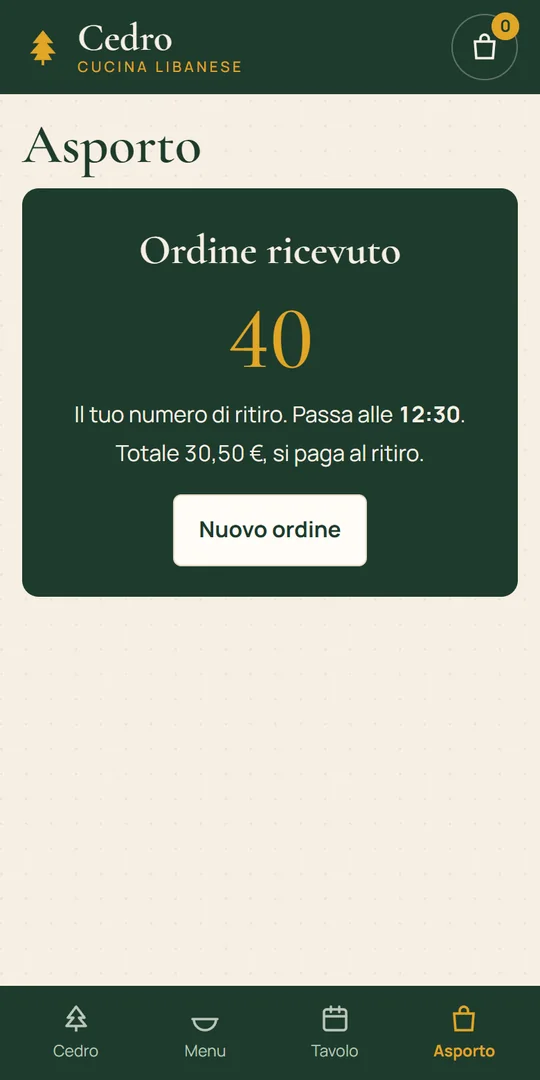 Cedro
CUCINA LIBANESE
0
Asporto
Ordine ricevuto
40
Il tuo numero di ritiro. Passa alle 12:30.
Totale 30,50 €, si paga al ritiro.
Nuovo ordine
Cedro
Menu
Tavolo
Asporto